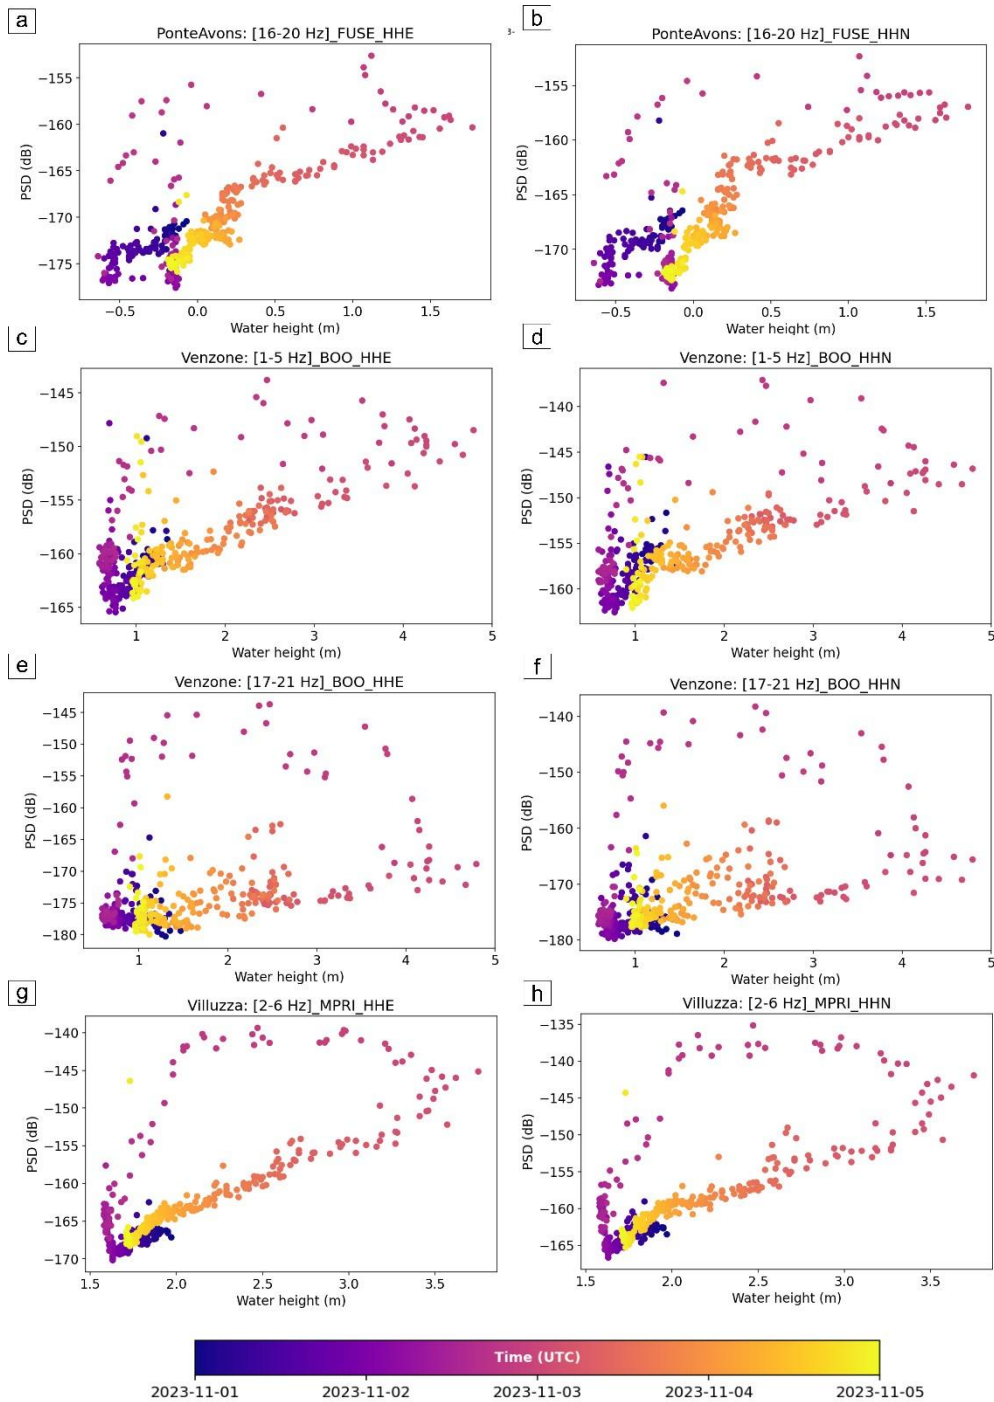 a
b
PonteAvons: [16-20 Hz]_FUSE_HHE
3-
PonteAvons: [16-20 Hz]_FUSE_HHN
−155
−160
−165
−170
−175
PSD (dB)
−0.5 0.0 0.5 1.0 1.5
Water height (m)
−155
−160
−165
−170
PSD (dB)
−0.5 0.0 0.5 1.0 1.5
Water height (m)
c
d
Venzone: [1-5 Hz]_BOO_HHE
Venzone: [1-5 Hz]_BOO_HHN
−145
−150
−155
−160
−165
PSD (dB)
1 2 3 4 5
Water height (m)
−140
−145
−150
−155
−160
PSD (dB)
1 2 3 4 5
Water height (m)
e
f
Venzone: [17-21 Hz]_BOO_HHE
Venzone: [17-21 Hz]_BOO_HHN
−145
−150
−155
−160
−165
−170
−175
−180
PSD (dB)
1 2 3 4 5
Water height (m)
−140
−150
−160
−170
−180
PSD (dB)
1 2 3 4 5
Water height (m)
g
h
Villuzza: [2-6 Hz]_MPRI_HHE
Villuzza: [2-6 Hz]_MPRI_HHN
−140
−145
−150
−155
−160
−165
−170
PSD (dB)
1.5 2.0 2.5 3.0 3.5
Water height (m)
−135
−140
−145
−150
−155
−160
−165
PSD (dB)
1.5 2.0 2.5 3.0 3.5
Water height (m)
Time (UTC)
2023-11-01 2023-11-02 2023-11-03 2023-11-04 2023-11-05